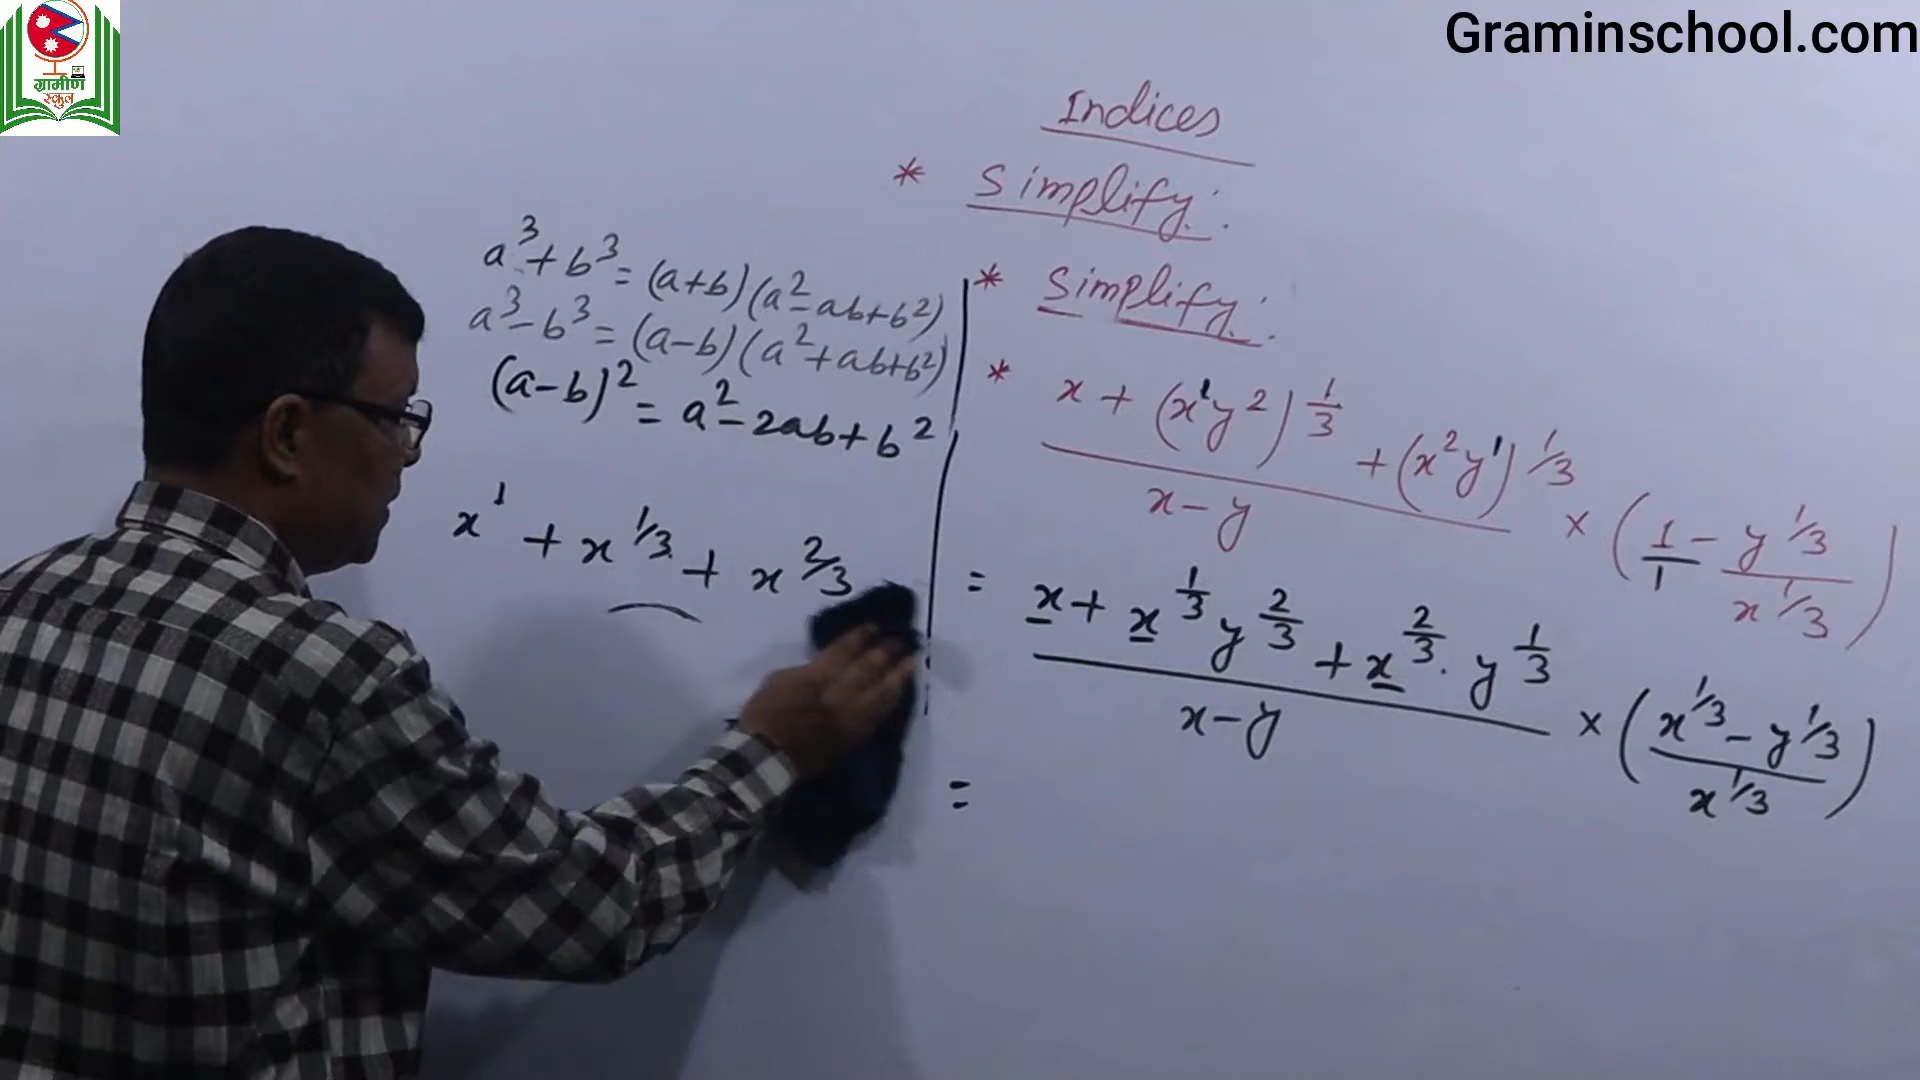 Graminschool.com
ग्रामीण
स्कुल
Indices
* Simplify:
a³ + b³ = (a+b)(a² - ab + b²)
a³ - b³ = (a-b)(a² + ab + b²)
(a-b)² = a² - 2ab + b²
x¹ + x^1/3 + x^2/3
* Simplify:
* x + (x¹y²)^1/3 + (x²y¹)^1/3 / x - y × (1/1 - y^1/3 / x^1/3)
= x + x^1/3 y^2/3 + x^2/3 . y^1/3 / x - y × (x^1/3 - y^1/3 / x^1/3)
=